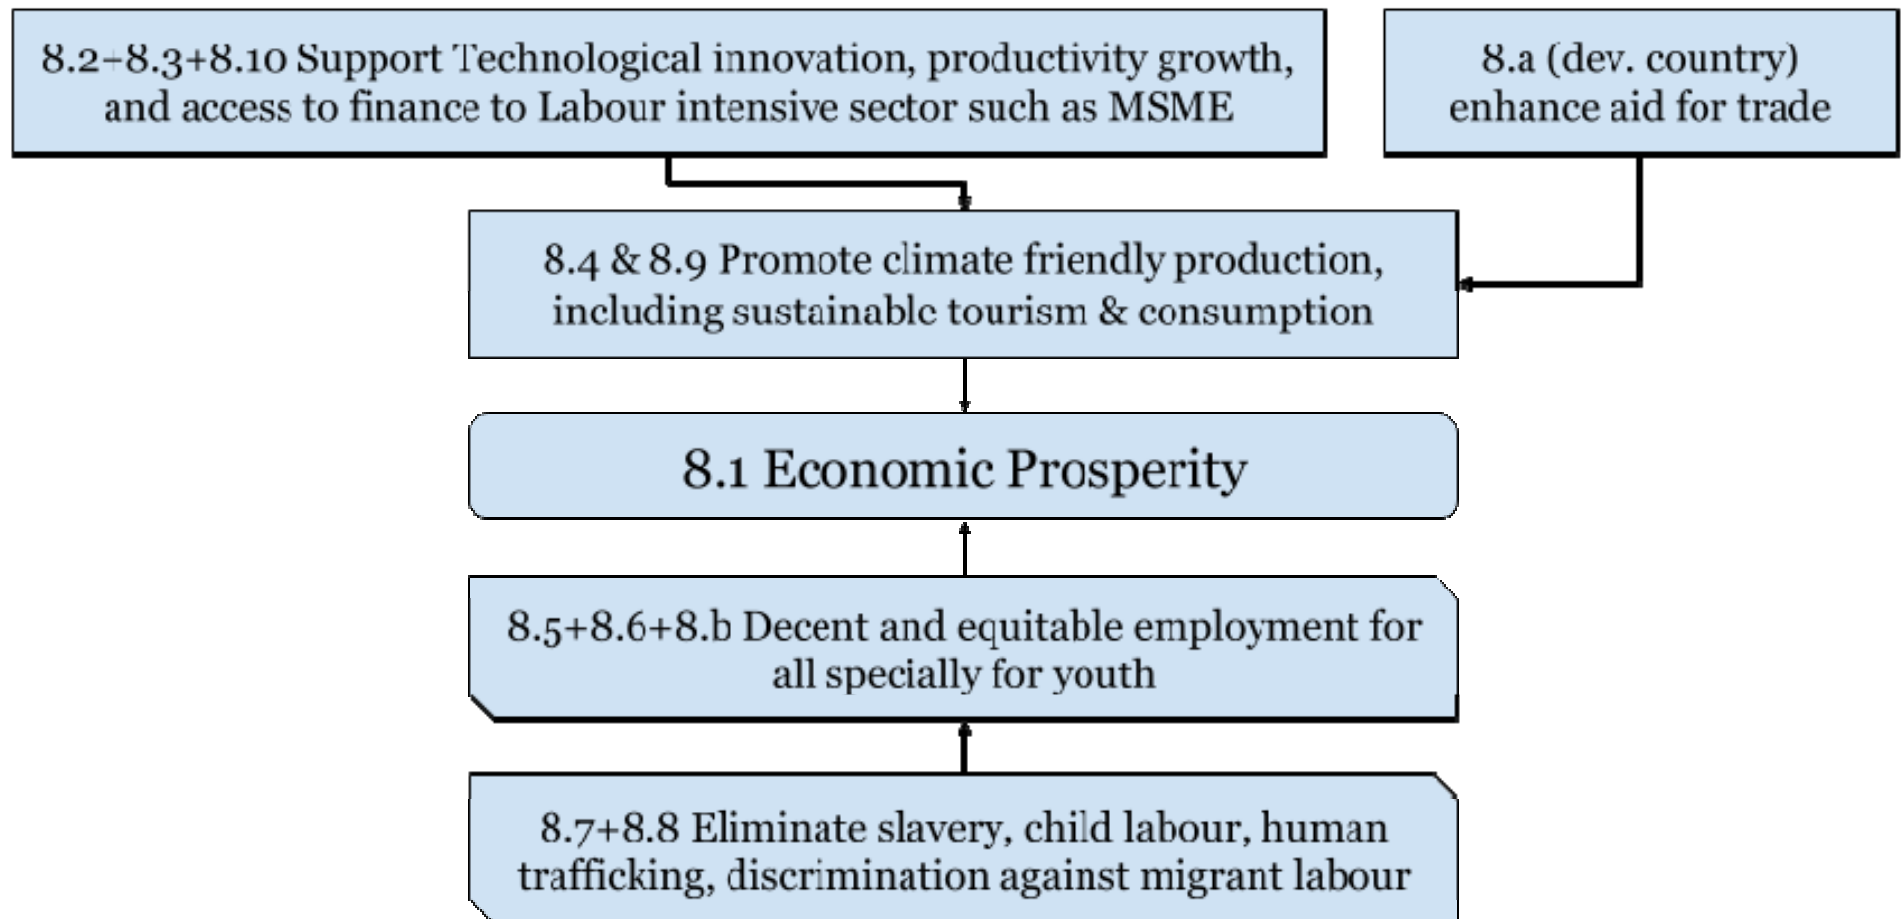 8.2+8.3+8.10 Support Technological innovation, productivity growth,
and access to finance to Labour intensive sector such as MSME
8.a (dev. country)
enhance aid for trade
8.4 & 8.9 Promote climate friendly production,
including sustainable tourism & consumption
8.1 Economic Prosperity
8.5+8.6+8.b Decent and equitable employment for
all specially for youth
8.7+8.8 Eliminate slavery, child labour, human
trafficking, discrimination against migrant labour